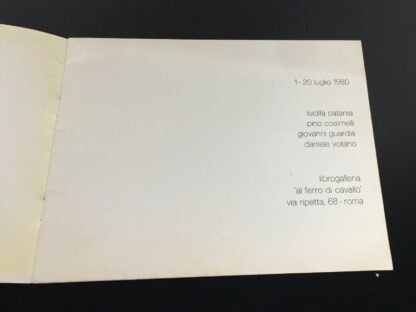 1-20 luglio 1980
lucilla catania
pino cosimelli
giovanni guardia
daniele votano
librogalleria
'al ferro di cavallo'
via ripetta, 68 - roma